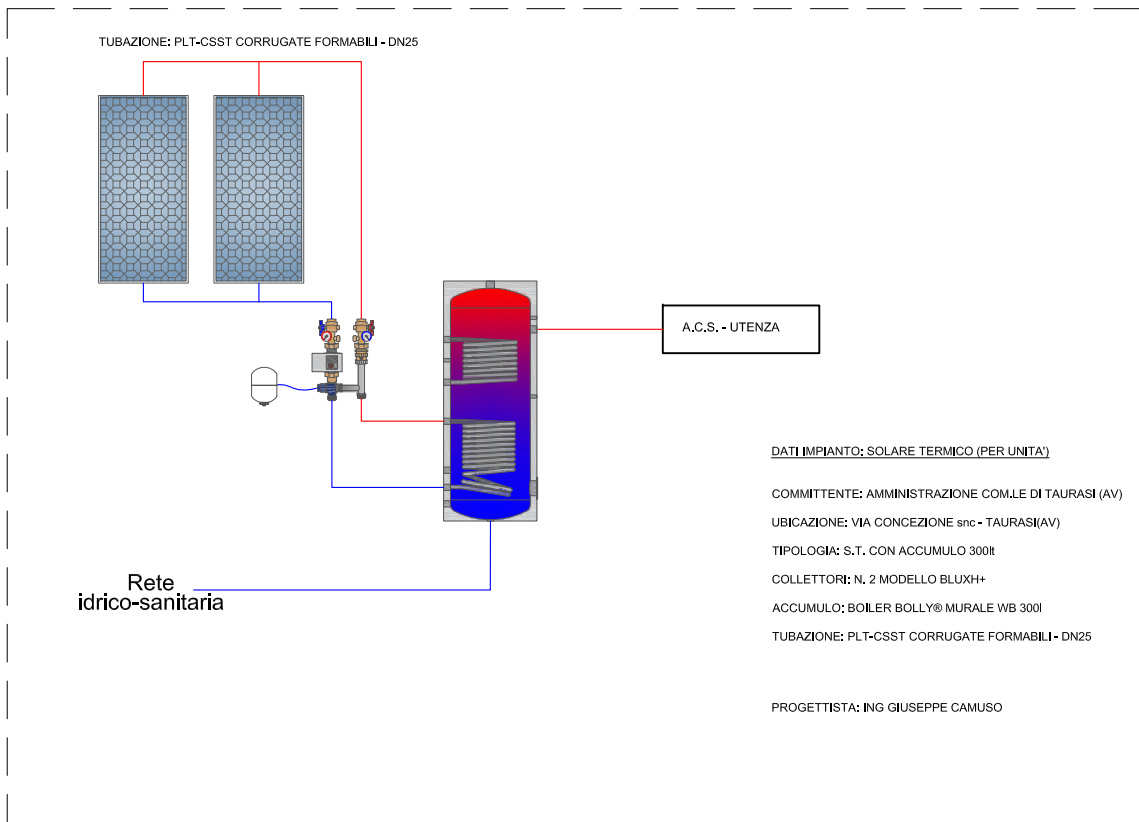 TUBAZIONE: PLT-CSST CORRUGATE FORMABILI - DN25
A.C.S. - UTENZA
DATI IMPIANTO: SOLARE TERMICO (PER UNITA')
COMMITTENTE: AMMINISTRAZIONE COM.LE DI TAURASI (AV)
UBICAZIONE: VIA CONCEZIONE snc - TAURASI(AV)
TIPOLOGIA: S.T. CON ACCUMULO 300lt
COLLETTORI: N. 2 MODELLO BLUXH+
ACCUMULO: BOILER BOLLY® MURALE WB 300l
TUBAZIONE: PLT-CSST CORRUGATE FORMABILI - DN25
PROGETTISTA: ING GIUSEPPE CAMUSO
Rete
idrico-sanitaria